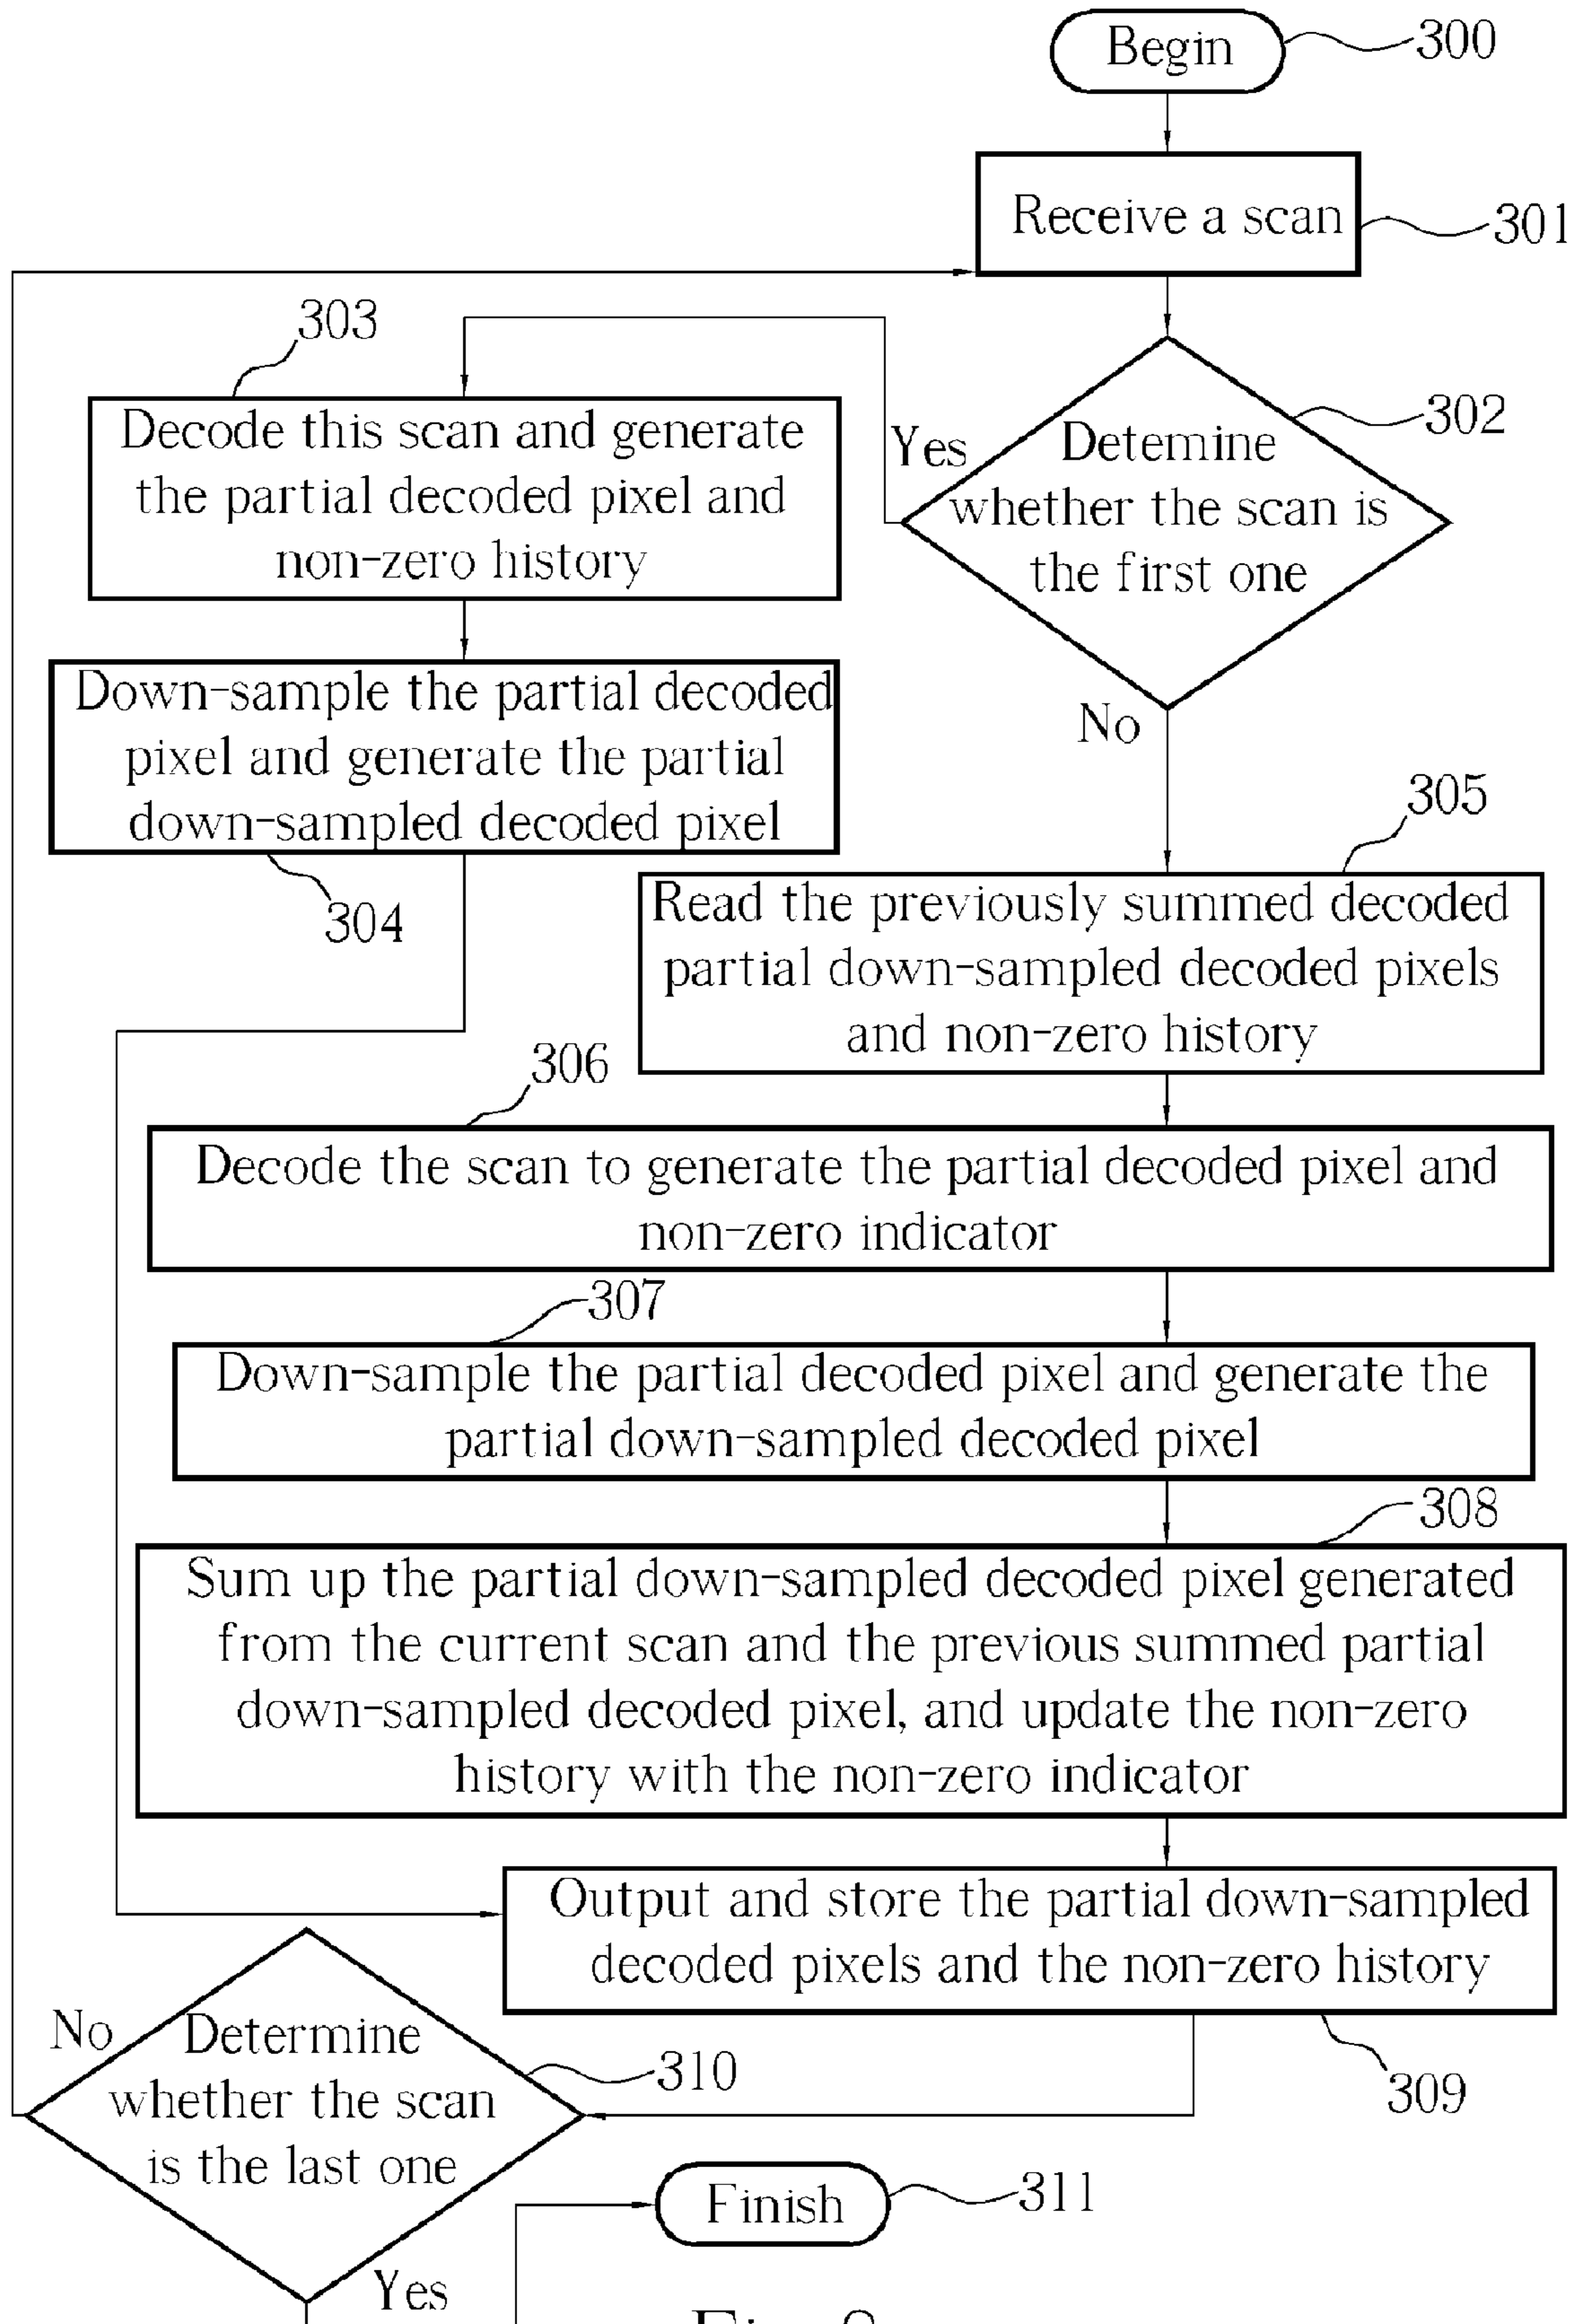 Begin
300
Receive a scan
301
303
Decode this scan and generate
the partial decoded pixel and
non-zero history
Yes
302
Detemine
whether the scan is
the first one
No
Down-sample the partial decoded
pixel and generate the partial
down-sampled decoded pixel
304
305
Read the previously summed decoded
partial down-sampled decoded pixels
and non-zero history
306
Decode the scan to generate the partial decoded pixel and
non-zero indicator
307
Down-sample the partial decoded pixel and generate the
partial down-sampled decoded pixel
308
Sum up the partial down-sampled decoded pixel generated
from the current scan and the previous summed partial
down-sampled decoded pixel, and update the non-zero
history with the non-zero indicator
Output and store the partial down-sampled
decoded pixels and the non-zero history
309
No
Determine
whether the scan
is the last one
310
Finish
311
Yes